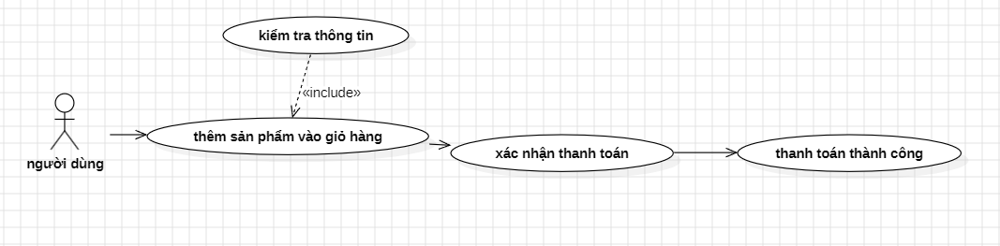 kiểm tra thông tin
«include»
thêm sản phẩm vào giỏ hàng
người dùng
xác nhận thanh toán
thanh toán thành công